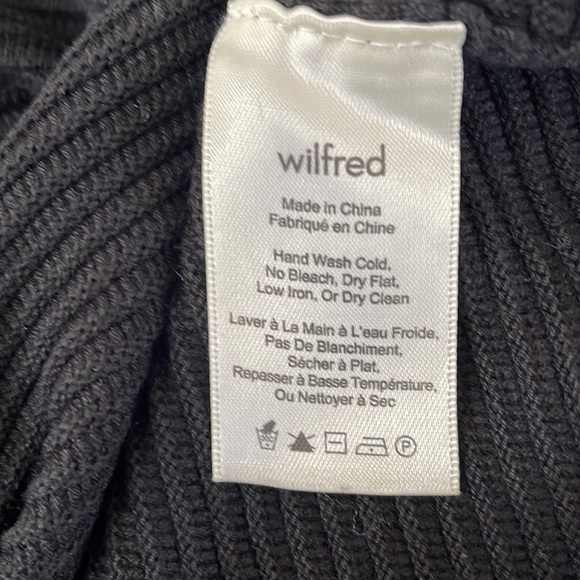 wilfred
Made in China
Fabriqué en Chine
Hand Wash Cold,
No Bleach, Dry Flat,
Low Iron, Or Dry Clean
Laver à La Main à L'eau Froide,
Pas De Blanchiment,
Sécher à Plat,
Repasser à Basse Température,
Ou Nettoyer à Sec
P